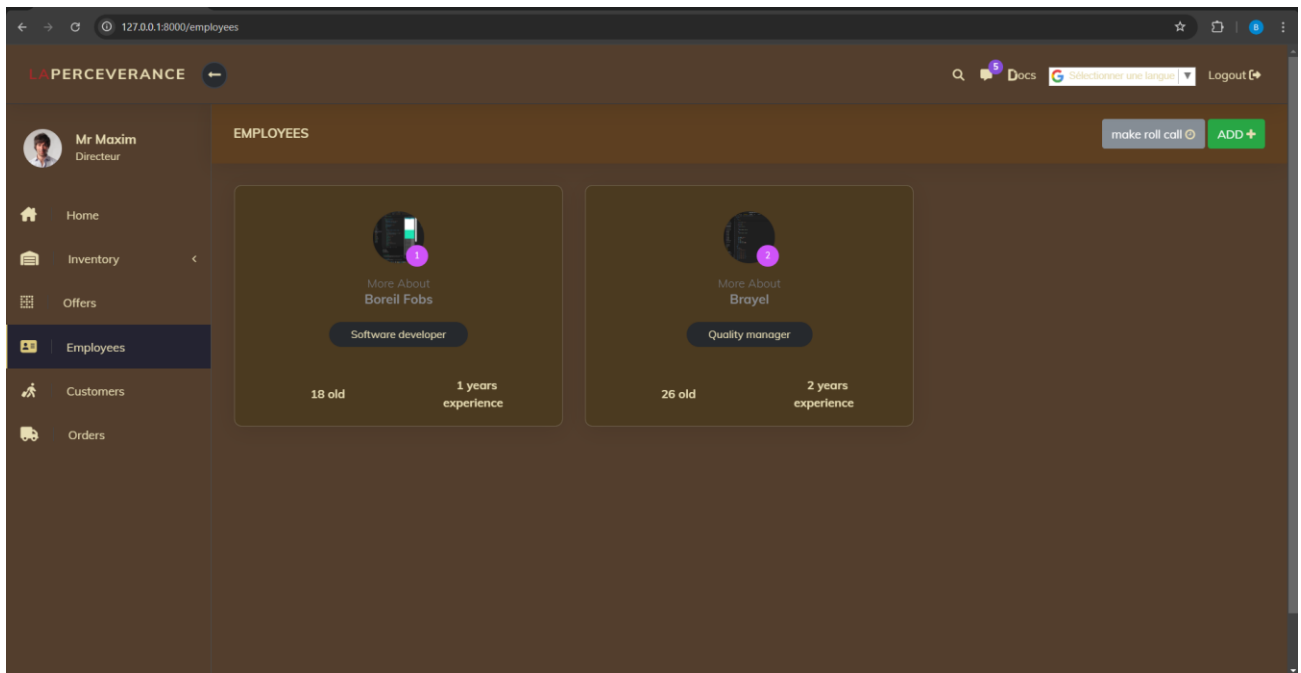 127.0.0.1:8000/employees
B
LAPERCEVERANCE
5
Docs
G Sélectionner une langue ▼
Logout
Mr Maxim
Directeur
EMPLOYEES
make roll call
ADD +
Home
Inventory
Offers
Employees
Customers
Orders
1
More About
Boreil Fobs
Software developer
18 old
1 years
experience
2
More About
Brayel
Quality manager
26 old
2 years
experience